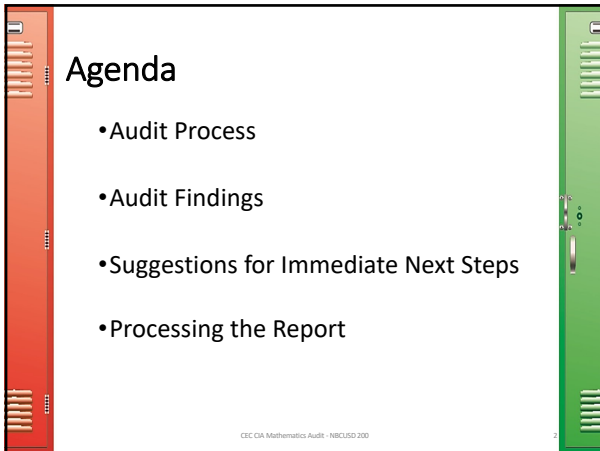 Agenda
•Audit Process
•Audit Findings
•Suggestions for Immediate Next Steps
•Processing the Report
CEC CIA Mathematics Audit - NBCUSD 200
2